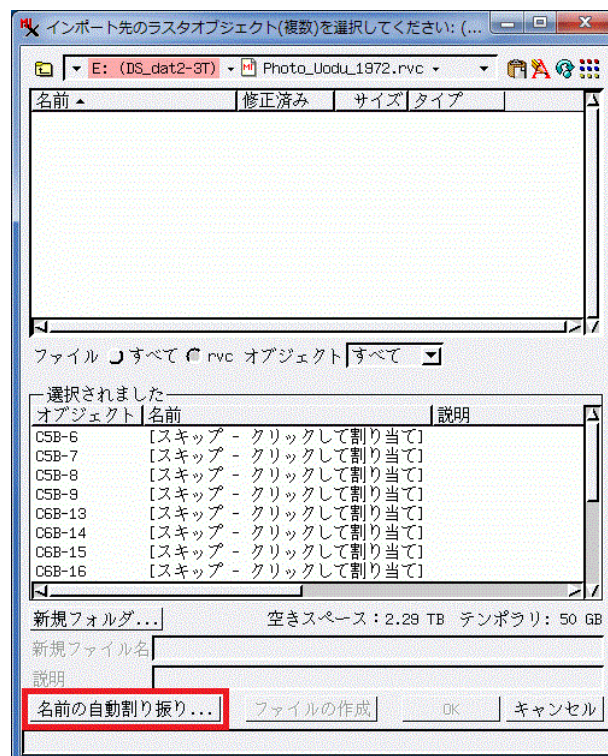 インポート先のラスタオブジェクト(複数)を選択してください: (...
E: (DS_dat2-3T) Photo_Uodu_1972.rvc
名前 修正済み サイズ タイプ
ファイル すべて rvc オブジェクト すべて
選択されました
オブジェクト 名前 説明
C5B-6 [スキップ - クリックして割り当て]
C5B-7 [スキップ - クリックして割り当て]
C5B-8 [スキップ - クリックして割り当て]
C5B-9 [スキップ - クリックして割り当て]
C6B-13 [スキップ - クリックして割り当て]
C6B-14 [スキップ - クリックして割り当て]
C6B-15 [スキップ - クリックして割り当て]
C6B-16 [スキップ - クリックして割り当て]
新規フォルダ... 空きスペース：2.29 TB テンポラリ: 50 GB
新規ファイル名
説明
名前の自動割り振り... ファイルの作成 OK キャンセル